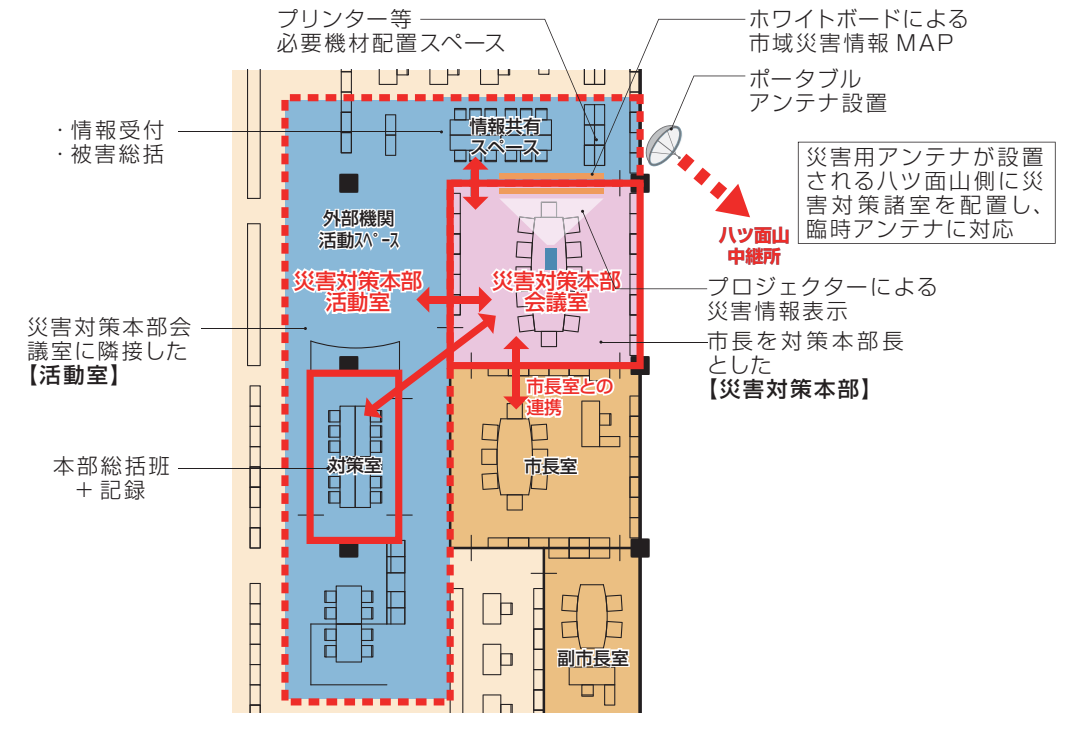 プリンター等
必要機材配置スペース
ホワイトボードによる
市域災害情報 MAP
ポータブル
アンテナ設置
・情報受付
・被害総括
情報共有
スペース
災害用アンテナが設置
される八ツ面山側に災
害対策諸室を配置し、
臨時アンテナに対応
八ツ面山
中継所
外部機関
活動スペース
災害対策本部
活動室
災害対策本部
会議室
プロジェクターによる
災害情報表示
災害対策本部会
議室に隣接した
【活動室】
市長を対策本部長
とした
【災害対策本部】
市長室との
連携
本部総括班
＋記録
対策室
市長室
副市長室